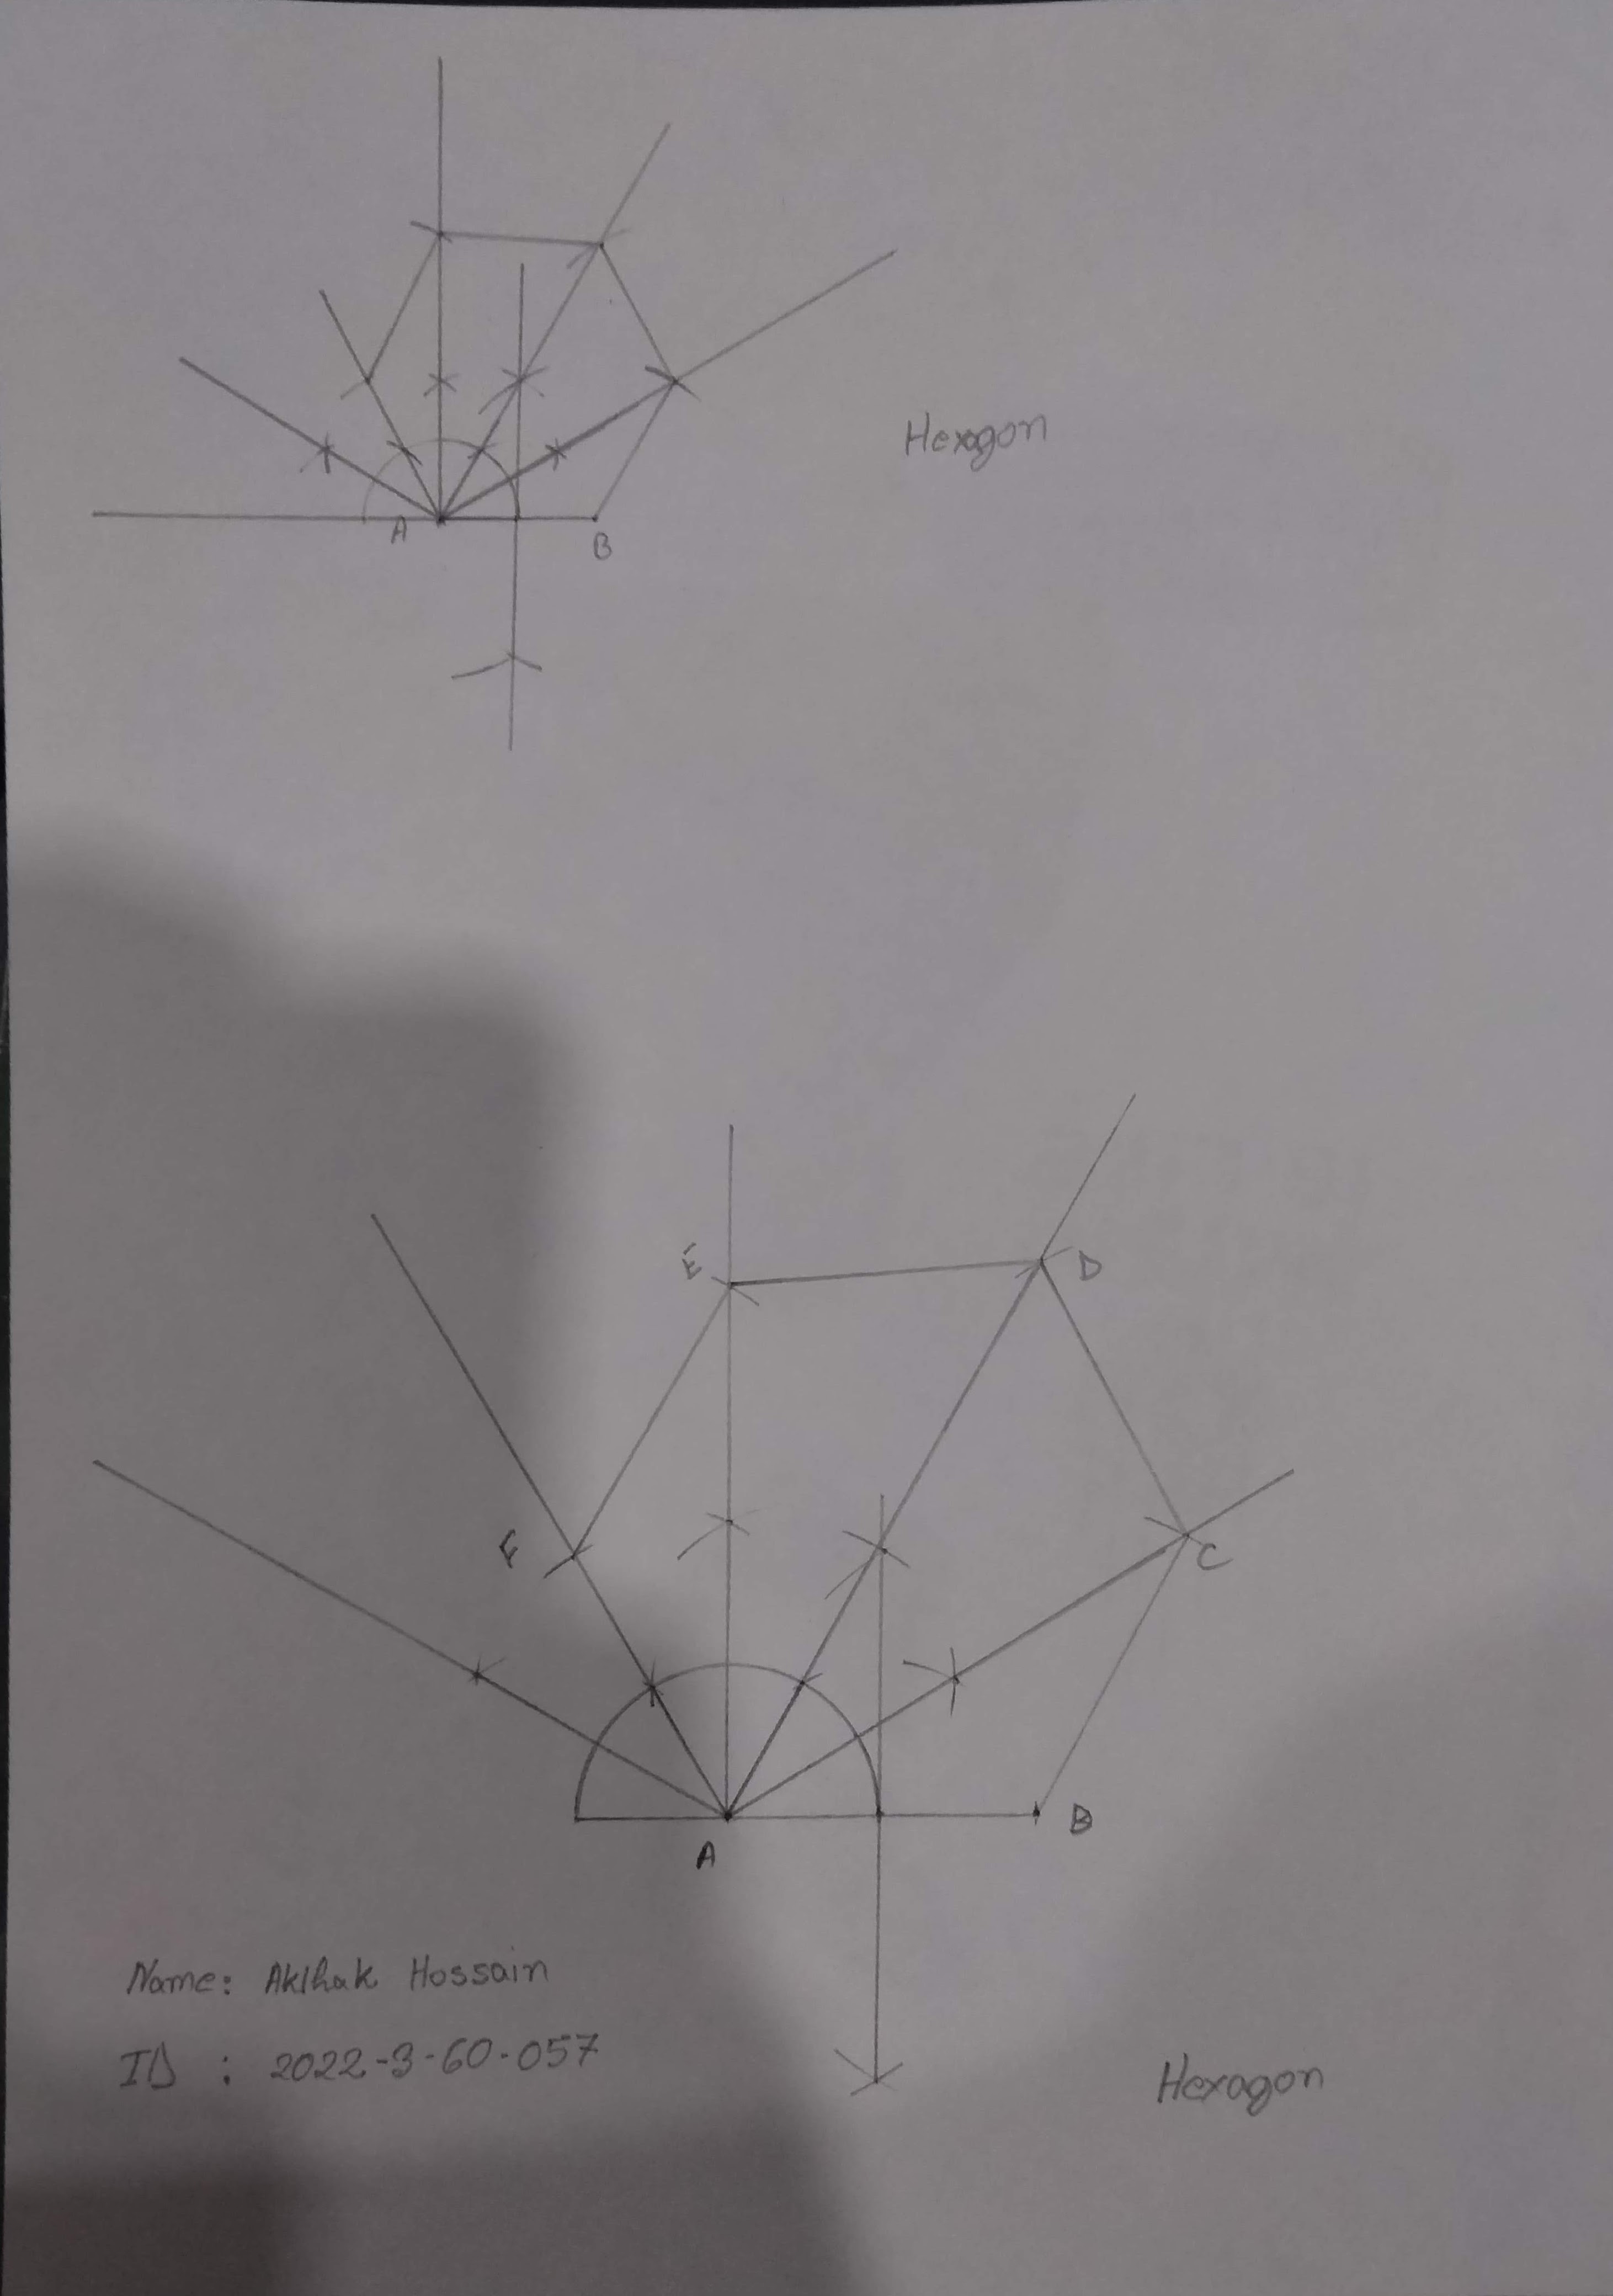 Hexagon
A
B
E
D
F
C
A
B
Name: Aklhak Hossain
ID : 2022-3-60-057
Hexagon